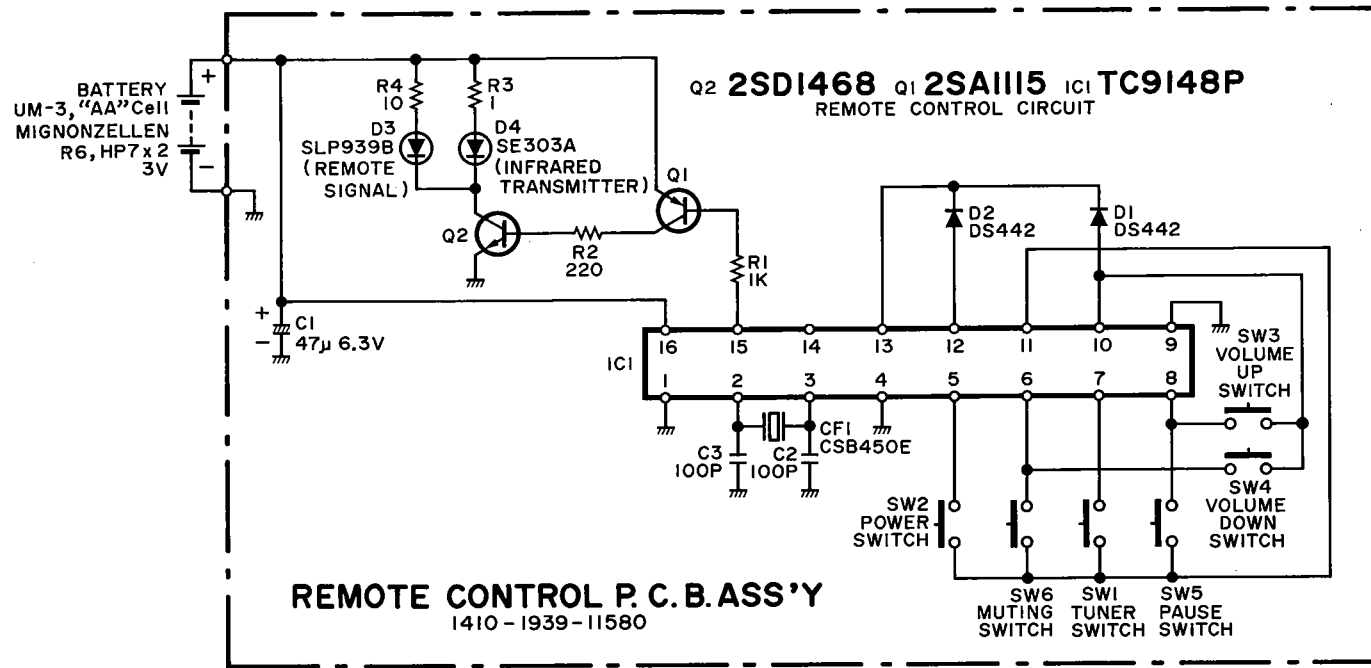 BATTERY
UM-3, "AA" Cell
MIGNONZELLEN
R6, HP7x2
3V
+
-
R4
10
R3
1
D3
SLP939B
(REMOTE
SIGNAL)
D4
SE303A
(INFRARED
TRANSMITTER)
Q1
Q2
R2
220
R1
1K
Q2 2SD1468 Q1 2SA1115 IC1 TC9148P
REMOTE CONTROL CIRCUIT
D2
DS442
D1
DS442
+
-
C1
47μ 6.3V
IC1
16 15 14 13 12 11 10 9
1 2 3 4 5 6 7 8
CF1
CSB450E
C3
100P
C2
100P
SW3
VOLUME
UP
SWITCH
SW4
VOLUME
DOWN
SWITCH
SW2
POWER
SWITCH
SW6
MUTING
SWITCH
SW1
TUNER
SWITCH
SW5
PAUSE
SWITCH
REMOTE CONTROL P.C.B. ASS'Y
1410-1939-11580